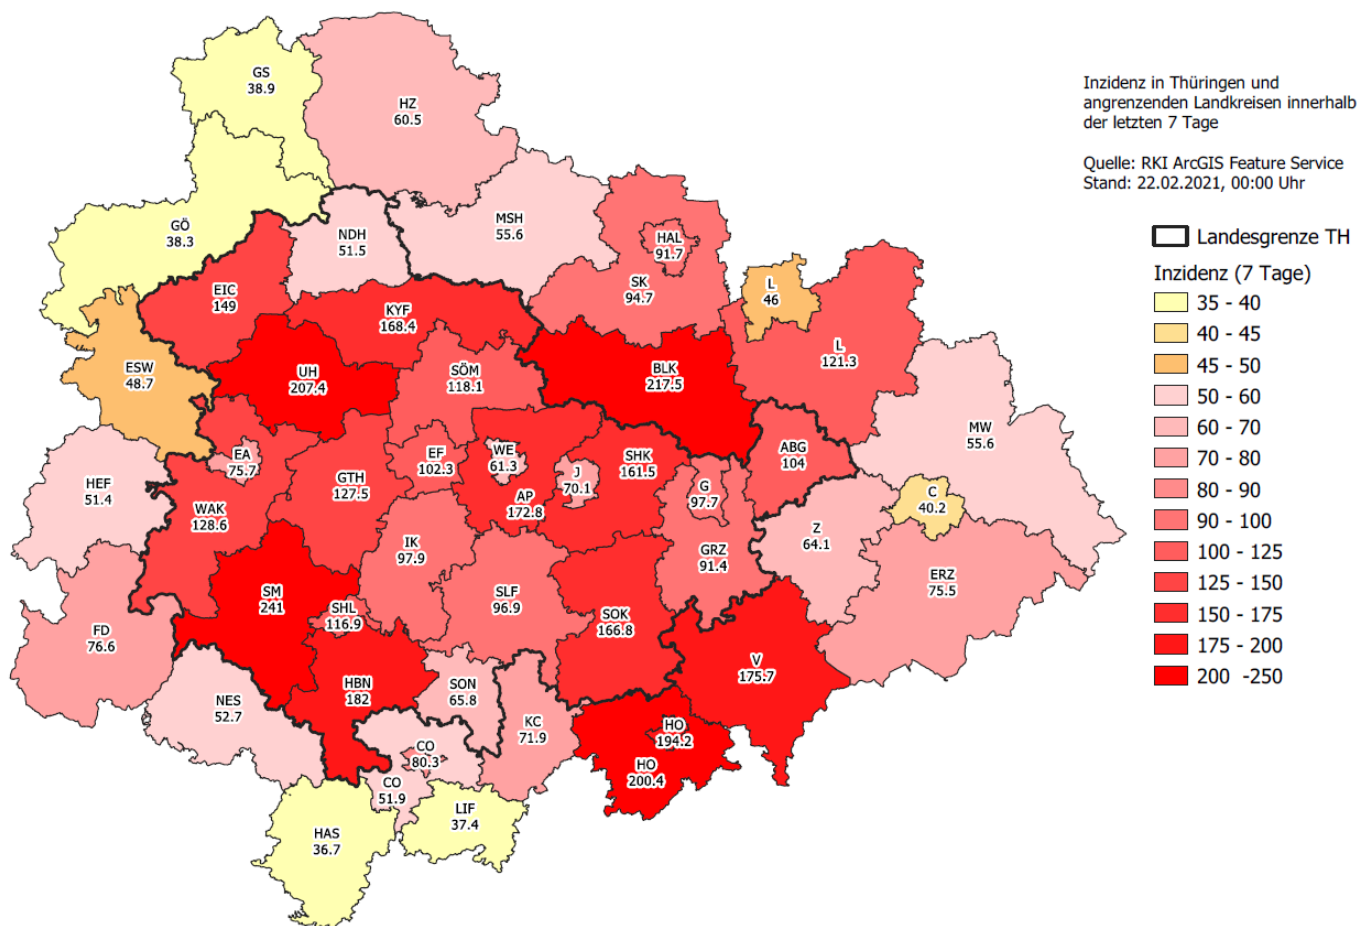 GS
38.9
HZ
60.5
Inzidenz in Thüringen und
angrenzenden Landkreisen innerhalb
der letzten 7 Tage
Quelle: RKI ArcGIS Feature Service
Stand: 22.02.2021, 00:00 Uhr
Landesgrenze TH
Inzidenz (7 Tage)
35 - 40
40 - 45
45 - 50
50 - 60
60 - 70
70 - 80
80 - 90
90 - 100
100 - 125
125 - 150
150 - 175
175 - 200
200 -250
GÖ
38.3
NDH
51.5
MSH
55.6
HAL
91.7
SK
94.7
L
46
EIC
149
KYF
168.4
L
121.3
ESW
48.7
UH
207.4
SÖM
118.1
BLK
217.5
MW
55.6
EA
75.7
EF
102.3
WE
61.3
J
70.1
SHK
161.5
ABG
104
HEF
51.4
GTH
127.5
AP
172.8
G
97.7
C
40.2
WAK
128.6
IK
97.9
GRZ
91.4
Z
64.1
ERZ
75.5
SM
241
SHL
116.9
SLF
96.9
SOK
166.8
FD
76.6
V
175.7
HBN
182
SON
65.8
NES
52.7
KC
71.9
HO
194.2
CO
80.3
HO
200.4
CO
51.9
LIF
37.4
HAS
36.7